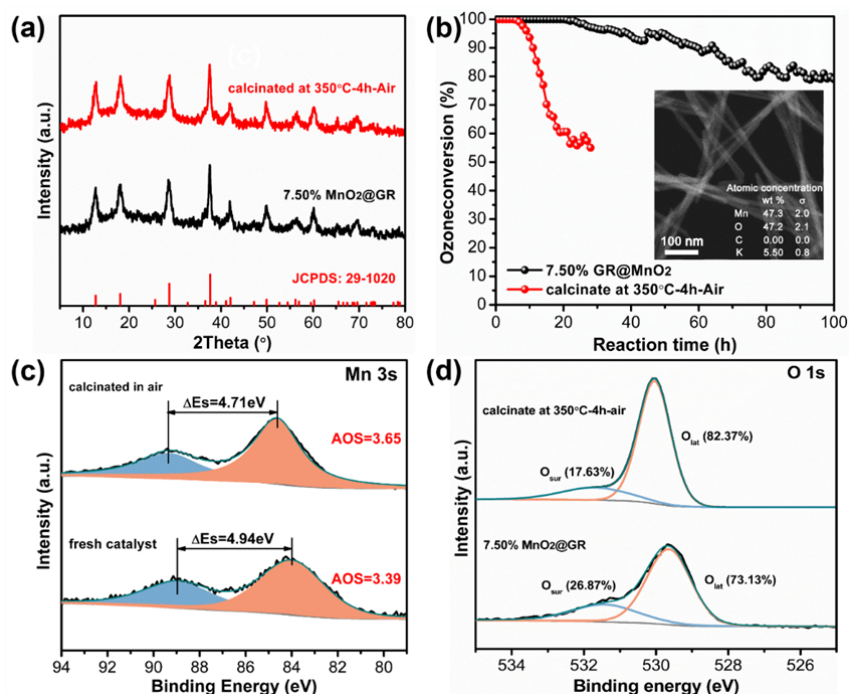 (a)
(c)
calcinated at 350°C-4h-Air
7.50% MnO2@GR
JCPDS: 29-1020
Intensity (a.u.)
10 20 30 40 50 60 70 80
2Theta (°)
(b)
Ozoneconversion (%)
100
90
80
70
60
50
40
30
20
10
0
Atomic concentration
wt % σ
Mn 47.3 2.0
O 47.2 2.1
C 0.00 0.0
K 5.50 0.8
100 nm
7.50% GR@MnO2
calcinate at 350°C-4h-Air
0 20 40 60 80 100
Reaction time (h)
(c)
Mn 3s
calcinated in air
ΔEs=4.71eV
AOS=3.65
fresh catalyst
ΔEs=4.94eV
AOS=3.39
Intensity (a.u.)
94 92 90 88 86 84 82 80
Binding Energy (eV)
(d)
O 1s
calcinate at 350°C-4h-air
Olat (82.37%)
Osur (17.63%)
7.50% MnO2@GR
Osur (26.87%)
Olat (73.13%)
Intensity (a.u.)
534 532 530 528 526
Binding energy (eV)